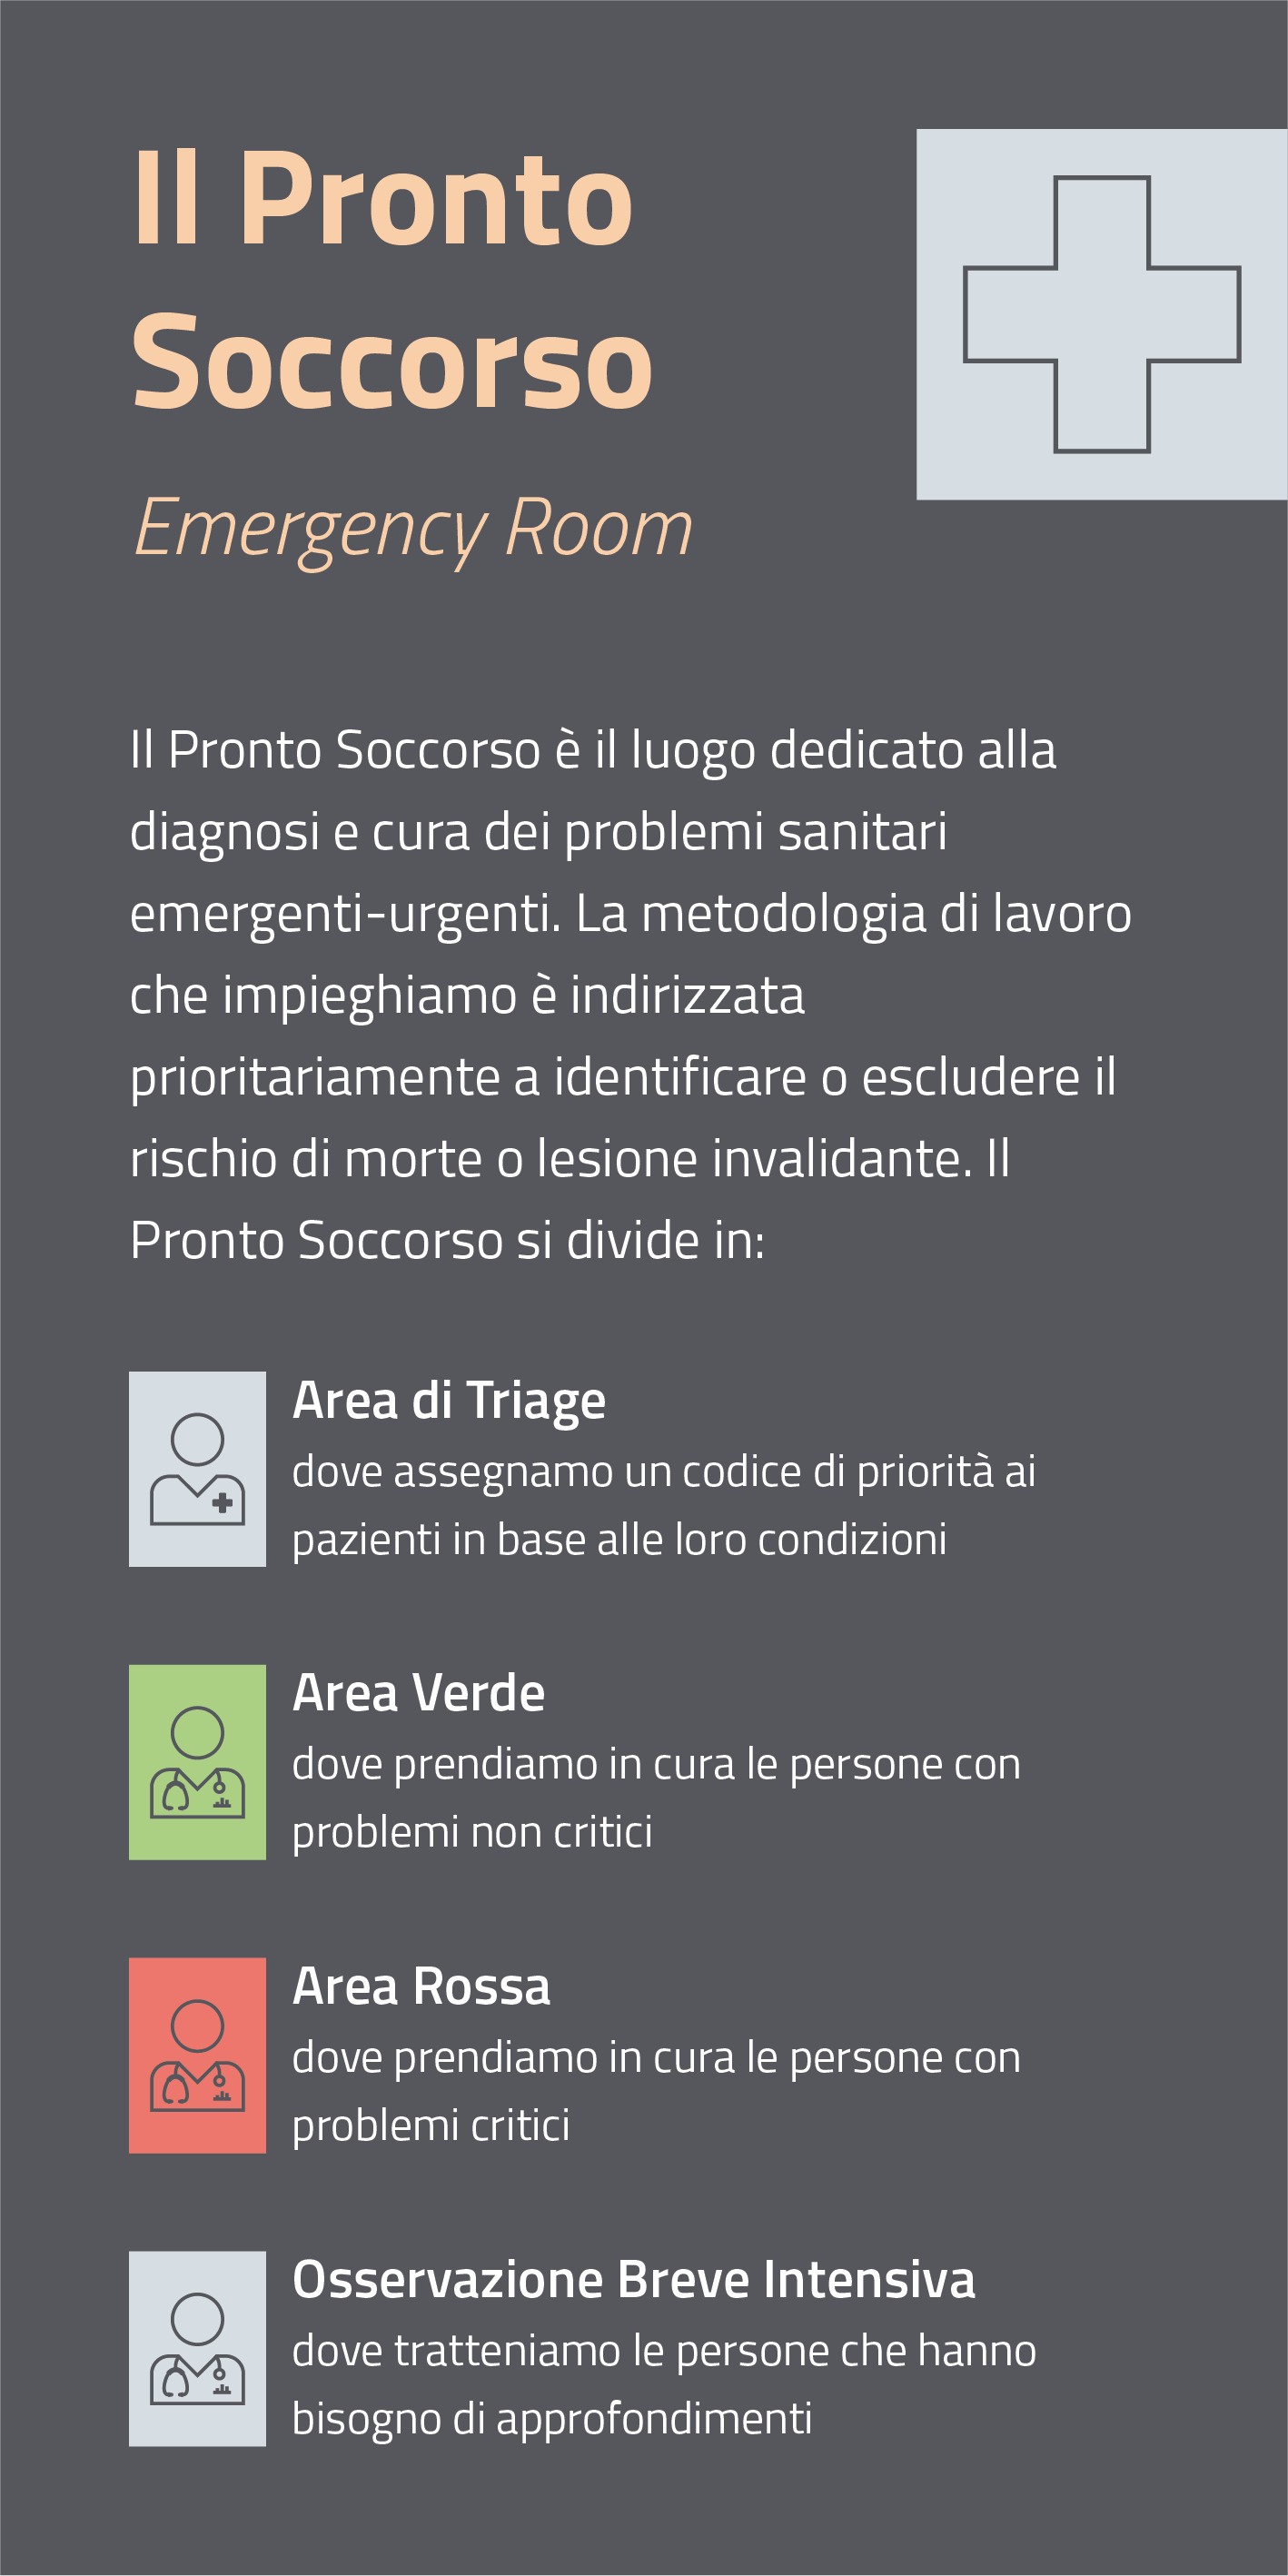 Il Pronto
Soccorso
Emergency Room
Il Pronto Soccorso è il luogo dedicato alla
diagnosi e cura dei problemi sanitari
emergenti-urgenti. La metodologia di lavoro
che impieghiamo è indirizzata
prioritariamente a identificare o escludere il
rischio di morte o lesione invalidante. Il
Pronto Soccorso si divide in:
Area di Triage
dove assegnamo un codice di priorità ai
pazienti in base alle loro condizioni
Area Verde
dove prendiamo in cura le persone con
problemi non critici
Area Rossa
dove prendiamo in cura le persone con
problemi critici
Osservazione Breve Intensiva
dove tratteniamo le persone che hanno
bisogno di approfondimenti